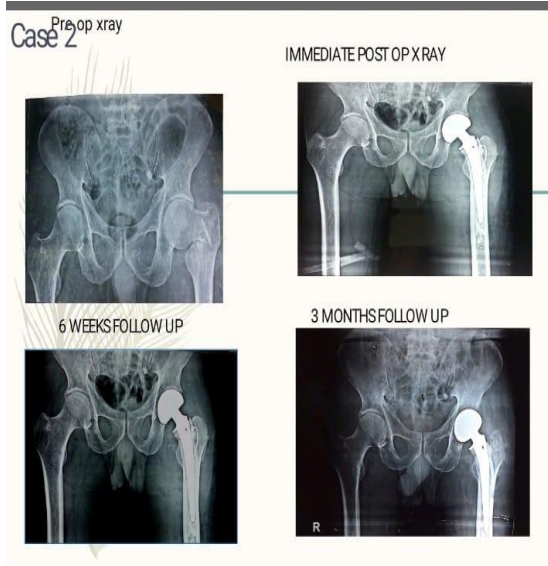 Case 2
Pre op xray
IMMEDIATE POST OP X RAY
6 WEEKS FOLLOW UP
3 MONTHS FOLLOW UP
R